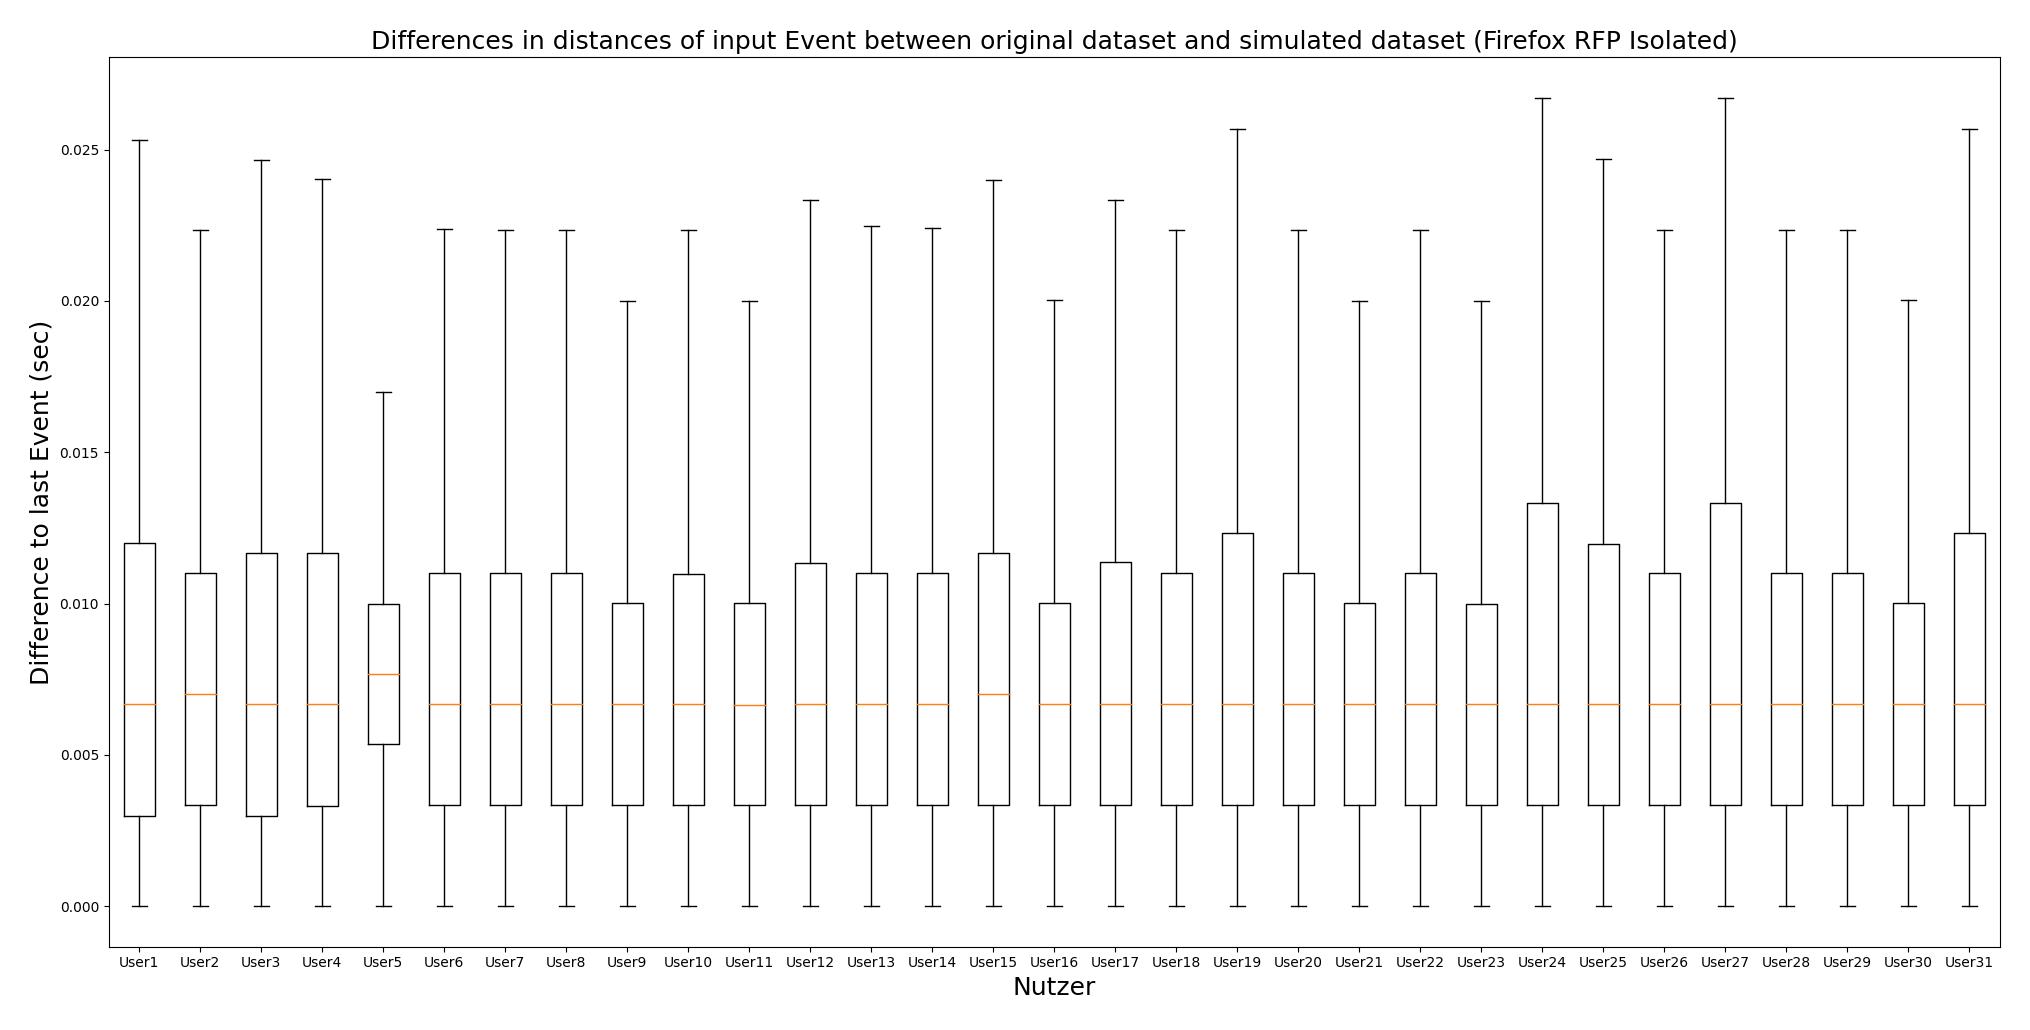 Differences in distances of input Event between original dataset and simulated dataset (Firefox RFP Isolated)
Difference to last Event (sec)
0.025
0.020
0.015
0.010
0.005
0.000
User1 User2 User3 User4 User5 User6 User7 User8 User9 User10 User11 User12 User13 User14 User15 User16 User17 User18 User19 User20 User21 User22 User23 User24 User25 User26 User27 User28 User29 User30 User31
Nutzer